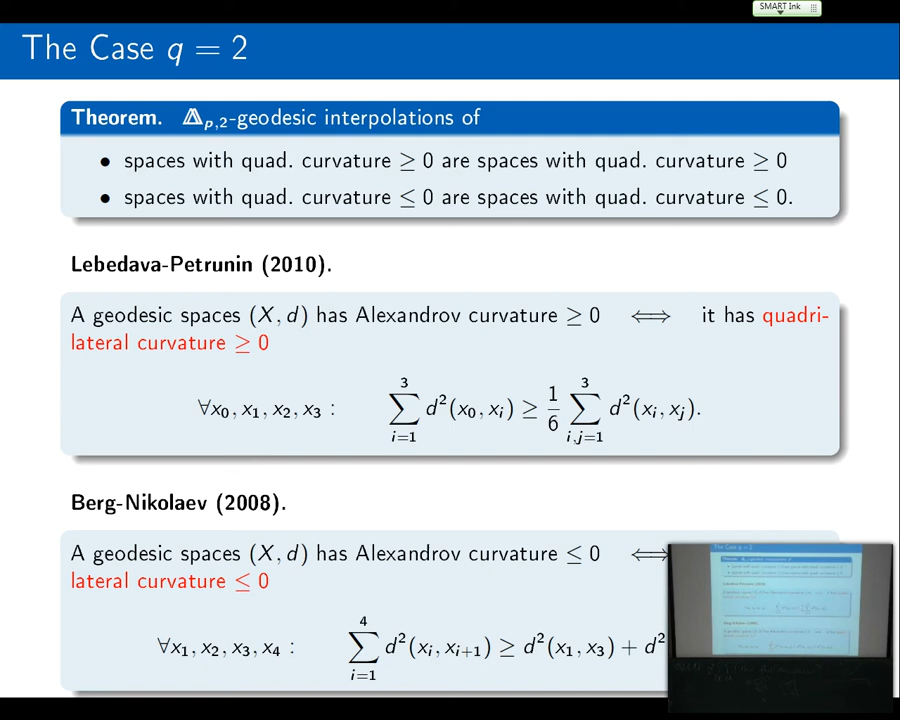 SMART Ink
The Case q = 2
Theorem. 𝚫p,2-geodesic interpolations of
• spaces with quad. curvature ≥ 0 are spaces with quad. curvature ≥ 0
• spaces with quad. curvature ≤ 0 are spaces with quad. curvature ≤ 0.
Lebedava-Petrunin (2010).
A geodesic spaces (X, d) has Alexandrov curvature ≥ 0 ⟺ it has quadri-
lateral curvature ≥ 0
∀x₀, x₁, x₂, x₃ : ∑_{i=1}^{3} d²(x₀, xᵢ) ≥ 1/6 ∑_{i,j=1}^{3} d²(xᵢ, xⱼ).
Berg-Nikolaev (2008).
A geodesic spaces (X, d) has Alexandrov curvature ≤ 0 ⟺
lateral curvature ≤ 0
∀x₁, x₂, x₃, x₄ : ∑_{i=1}^{4} d²(xᵢ, xᵢ₊₁) ≥ d²(x₁, x₃) + d²
The Case q = 2